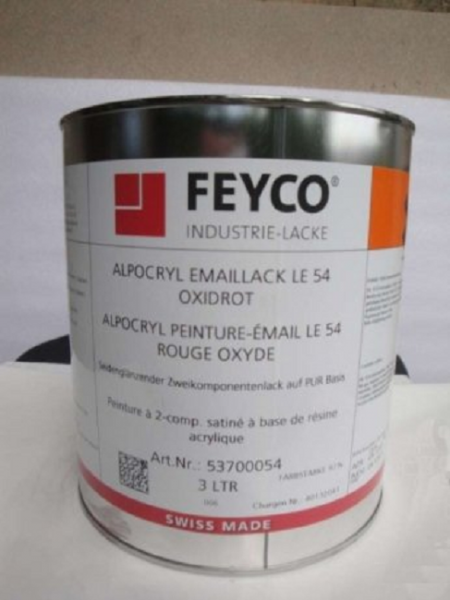 FEYCO®
INDUSTRIE-LACKE
ALPOCRYL EMAILLACK LE 54
OXIDROT
ALPOCRYL PEINTURE-ÉMAIL LE 54
ROUGE OXYDE
Seidenglänzender Zweikomponentenlack auf PUR Basis
Peinture à 2-comp. satiné à base de résine
acrylique
Art.Nr.: 53700054
3 LTR
SWISS MADE